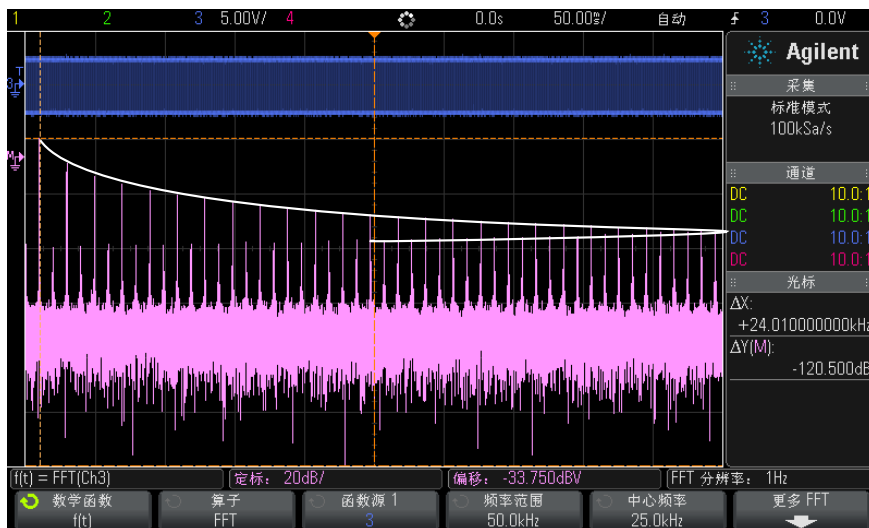 1 2 3 5.00V/ 4 0.0s 50.00ms/ 自动 3 0.0V
T
3
M
Agilent
采集
标准模式
100kSa/s
通道
DC 10.0:1
DC 10.0:1
DC 10.0:1
DC 10.0:1
光标
ΔX:
+24.010000000kHz
ΔY(M):
-120.500dB
f(t) = FFT(Ch3) 定标: 20dB/ 偏移: -33.750dBV FFT 分辨率: 1Hz
数学函数 算子 函数源 1 频率范围 中心频率 更多 FFT
f(t) FFT 3 50.0kHz 25.0kHz